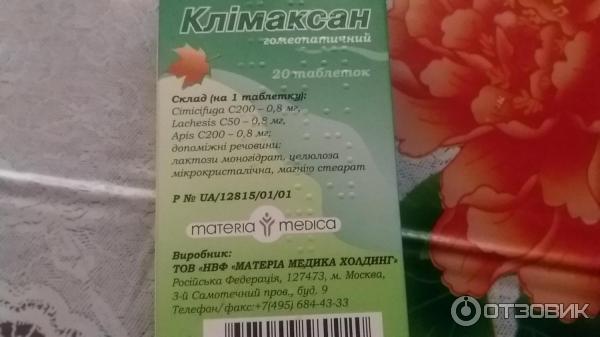 Клімаксан
гомеопатичний
20 таблеток
Склад (на 1 таблетку):
Cimicifuga C200 – 0,8 мг,
Lachesis C50 – 0,8 мг,
Apis C200 – 0,8 мг;
допоміжні речовини:
лактози моногідрат, целюлоза
мікрокристалічна, магнію стеарат
Р № UA/12815/01/01
materia medica
Виробник:
ТОВ «НВФ «МАТЕРІА МЕДИКА ХОЛДИНГ»
Російська Федерація, 127473, м. Москва,
3-й Самотечний пров., буд. 9
Телефон/факс:+7(495) 684-43-33
ОТЗОВИК